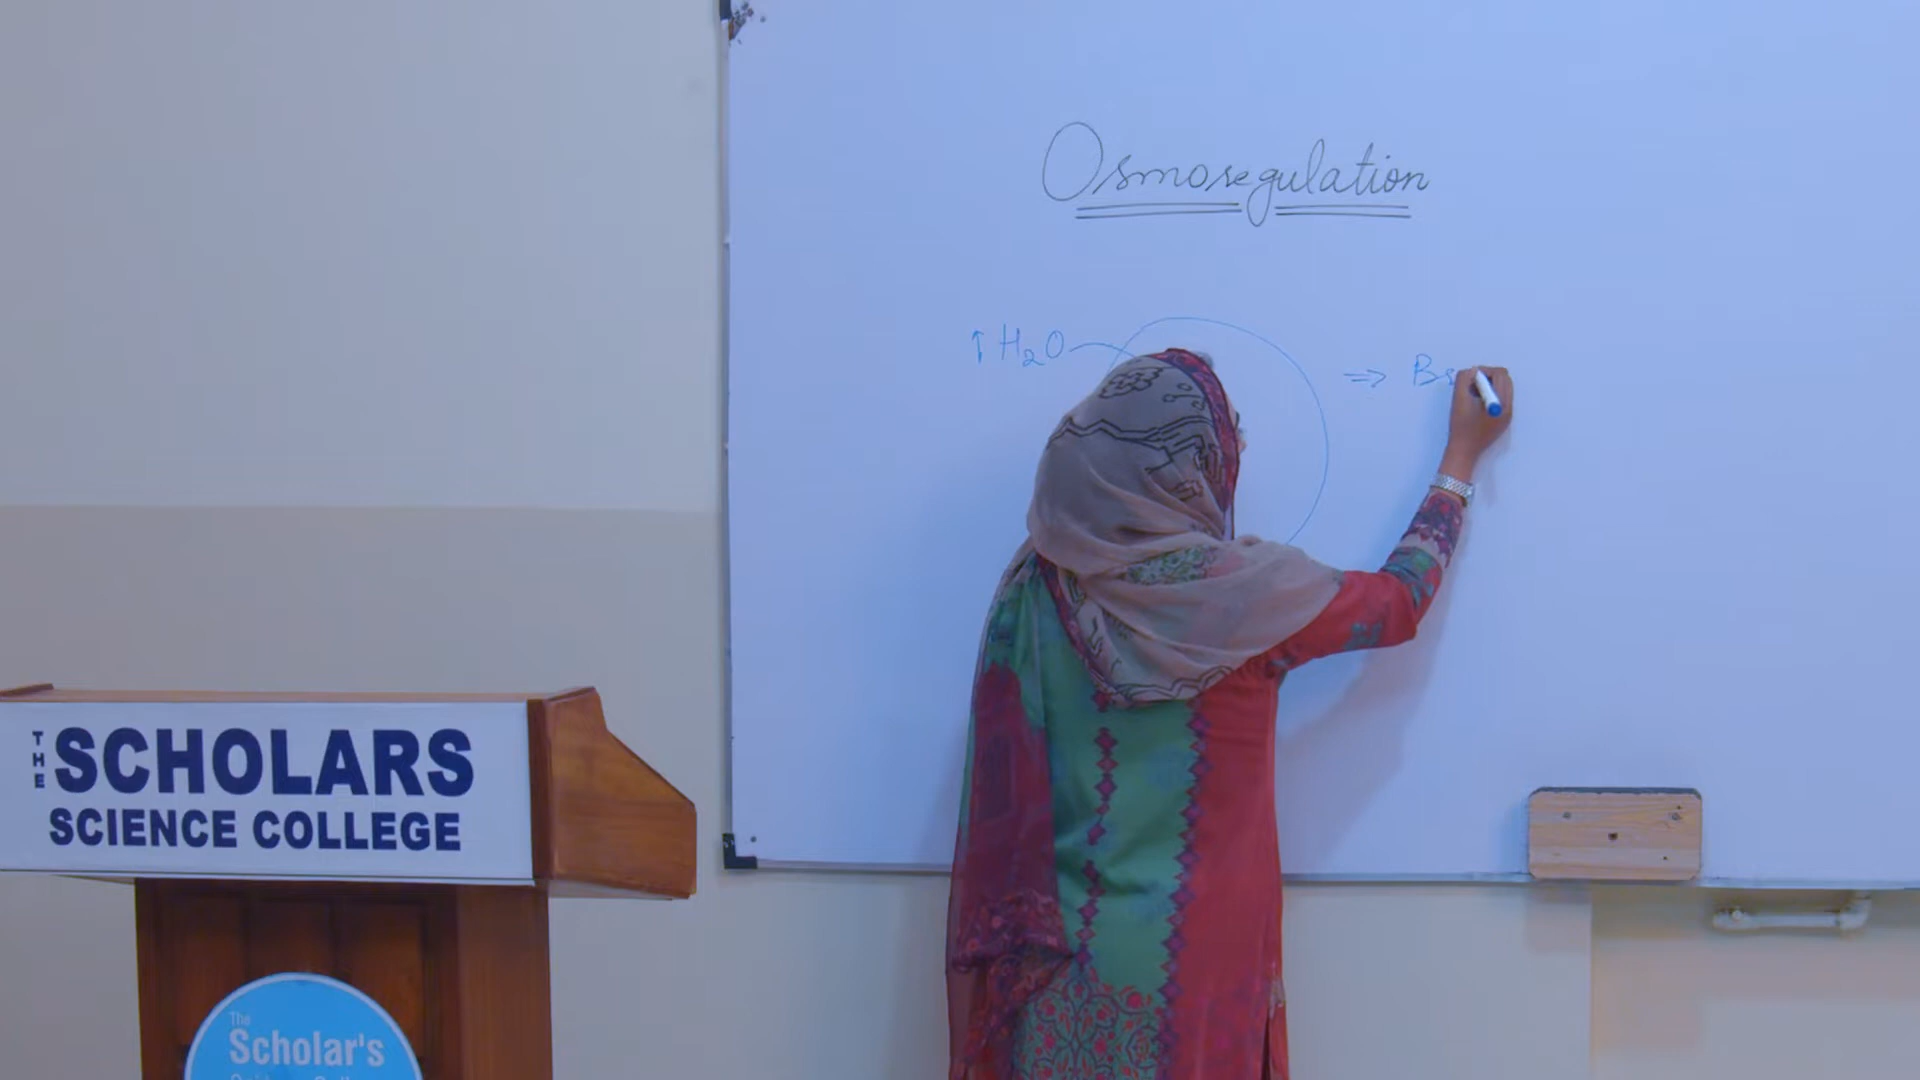 Osmoregulation
↑ H₂O
⇒
THE SCHOLARS
SCIENCE COLLEGE
The
Scholar's